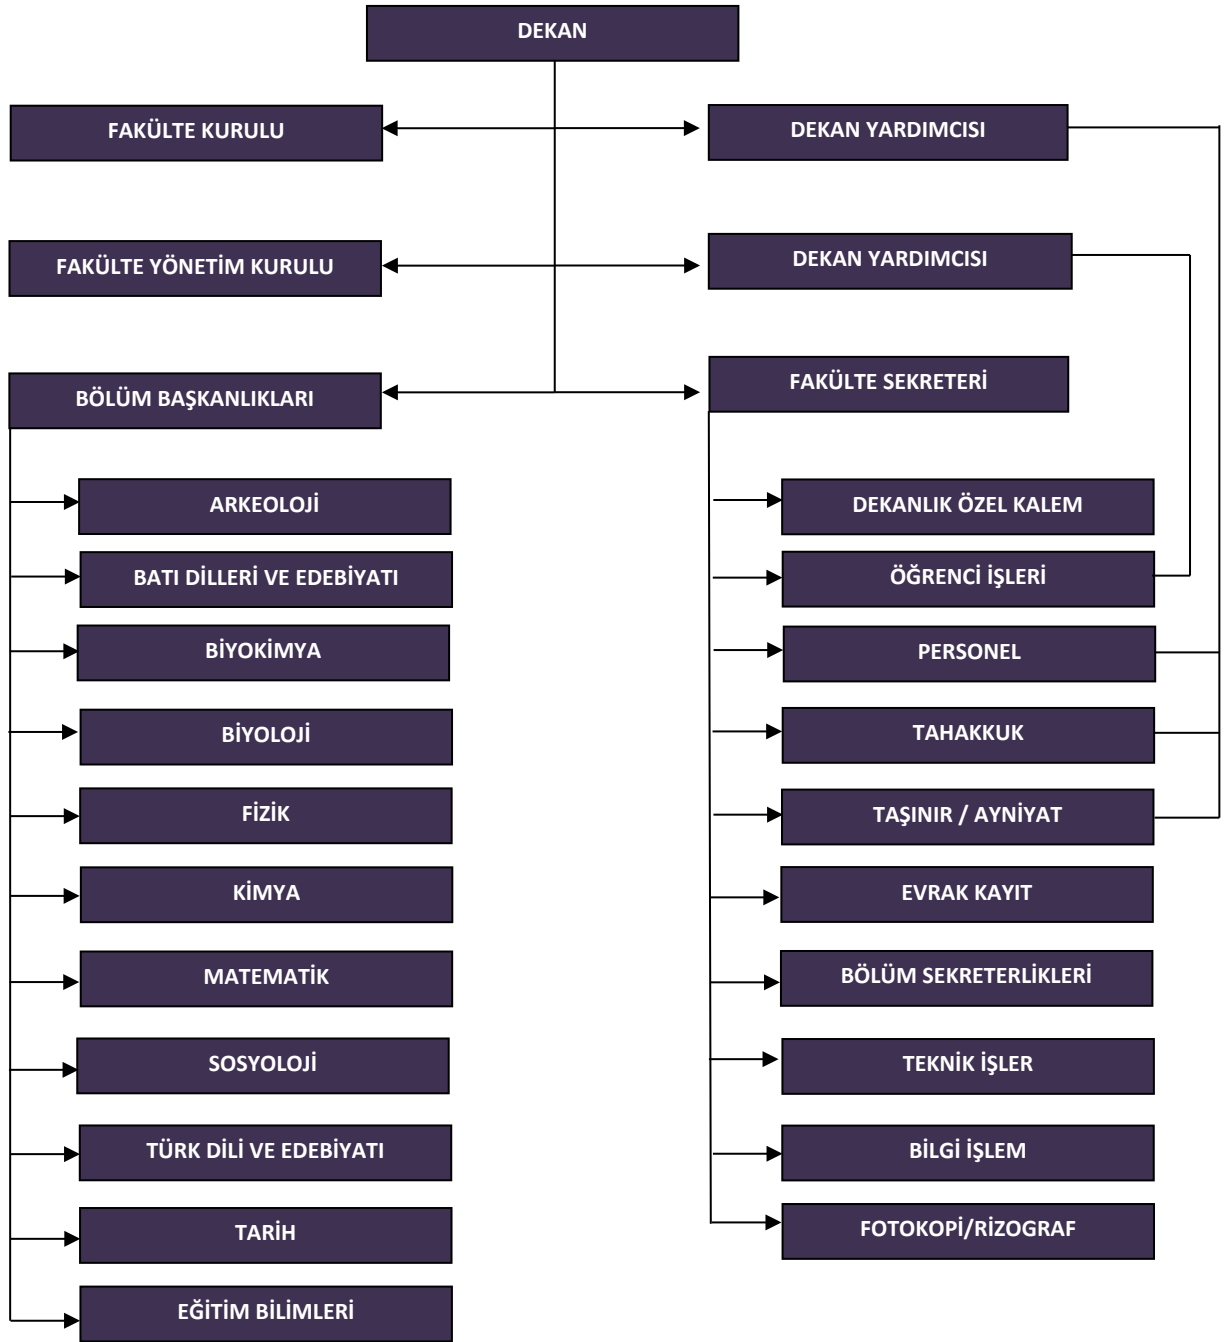 DEKAN
FAKÜLTE KURULU
DEKAN YARDIMCISI
FAKÜLTE YÖNETİM KURULU
DEKAN YARDIMCISI
BÖLÜM BAŞKANLIKLARI
FAKÜLTE SEKRETERİ
ARKEOLOJİ
BATI DİLLERİ VE EDEBİYATI
BİYOKİMYA
BİYOLOJİ
FİZİK
KİMYA
MATEMATİK
SOSYOLOJİ
TÜRK DİLİ VE EDEBİYATI
TARİH
EĞİTİM BİLİMLERİ
DEKANLIK ÖZEL KALEM
ÖĞRENCİ İŞLERİ
PERSONEL
TAHAKKUK
TAŞINIR / AYNİYAT
EVRAK KAYIT
BÖLÜM SEKRETERLİKLERİ
TEKNİK İŞLER
BİLGİ İŞLEM
FOTOKOPİ/RİZOGRAF